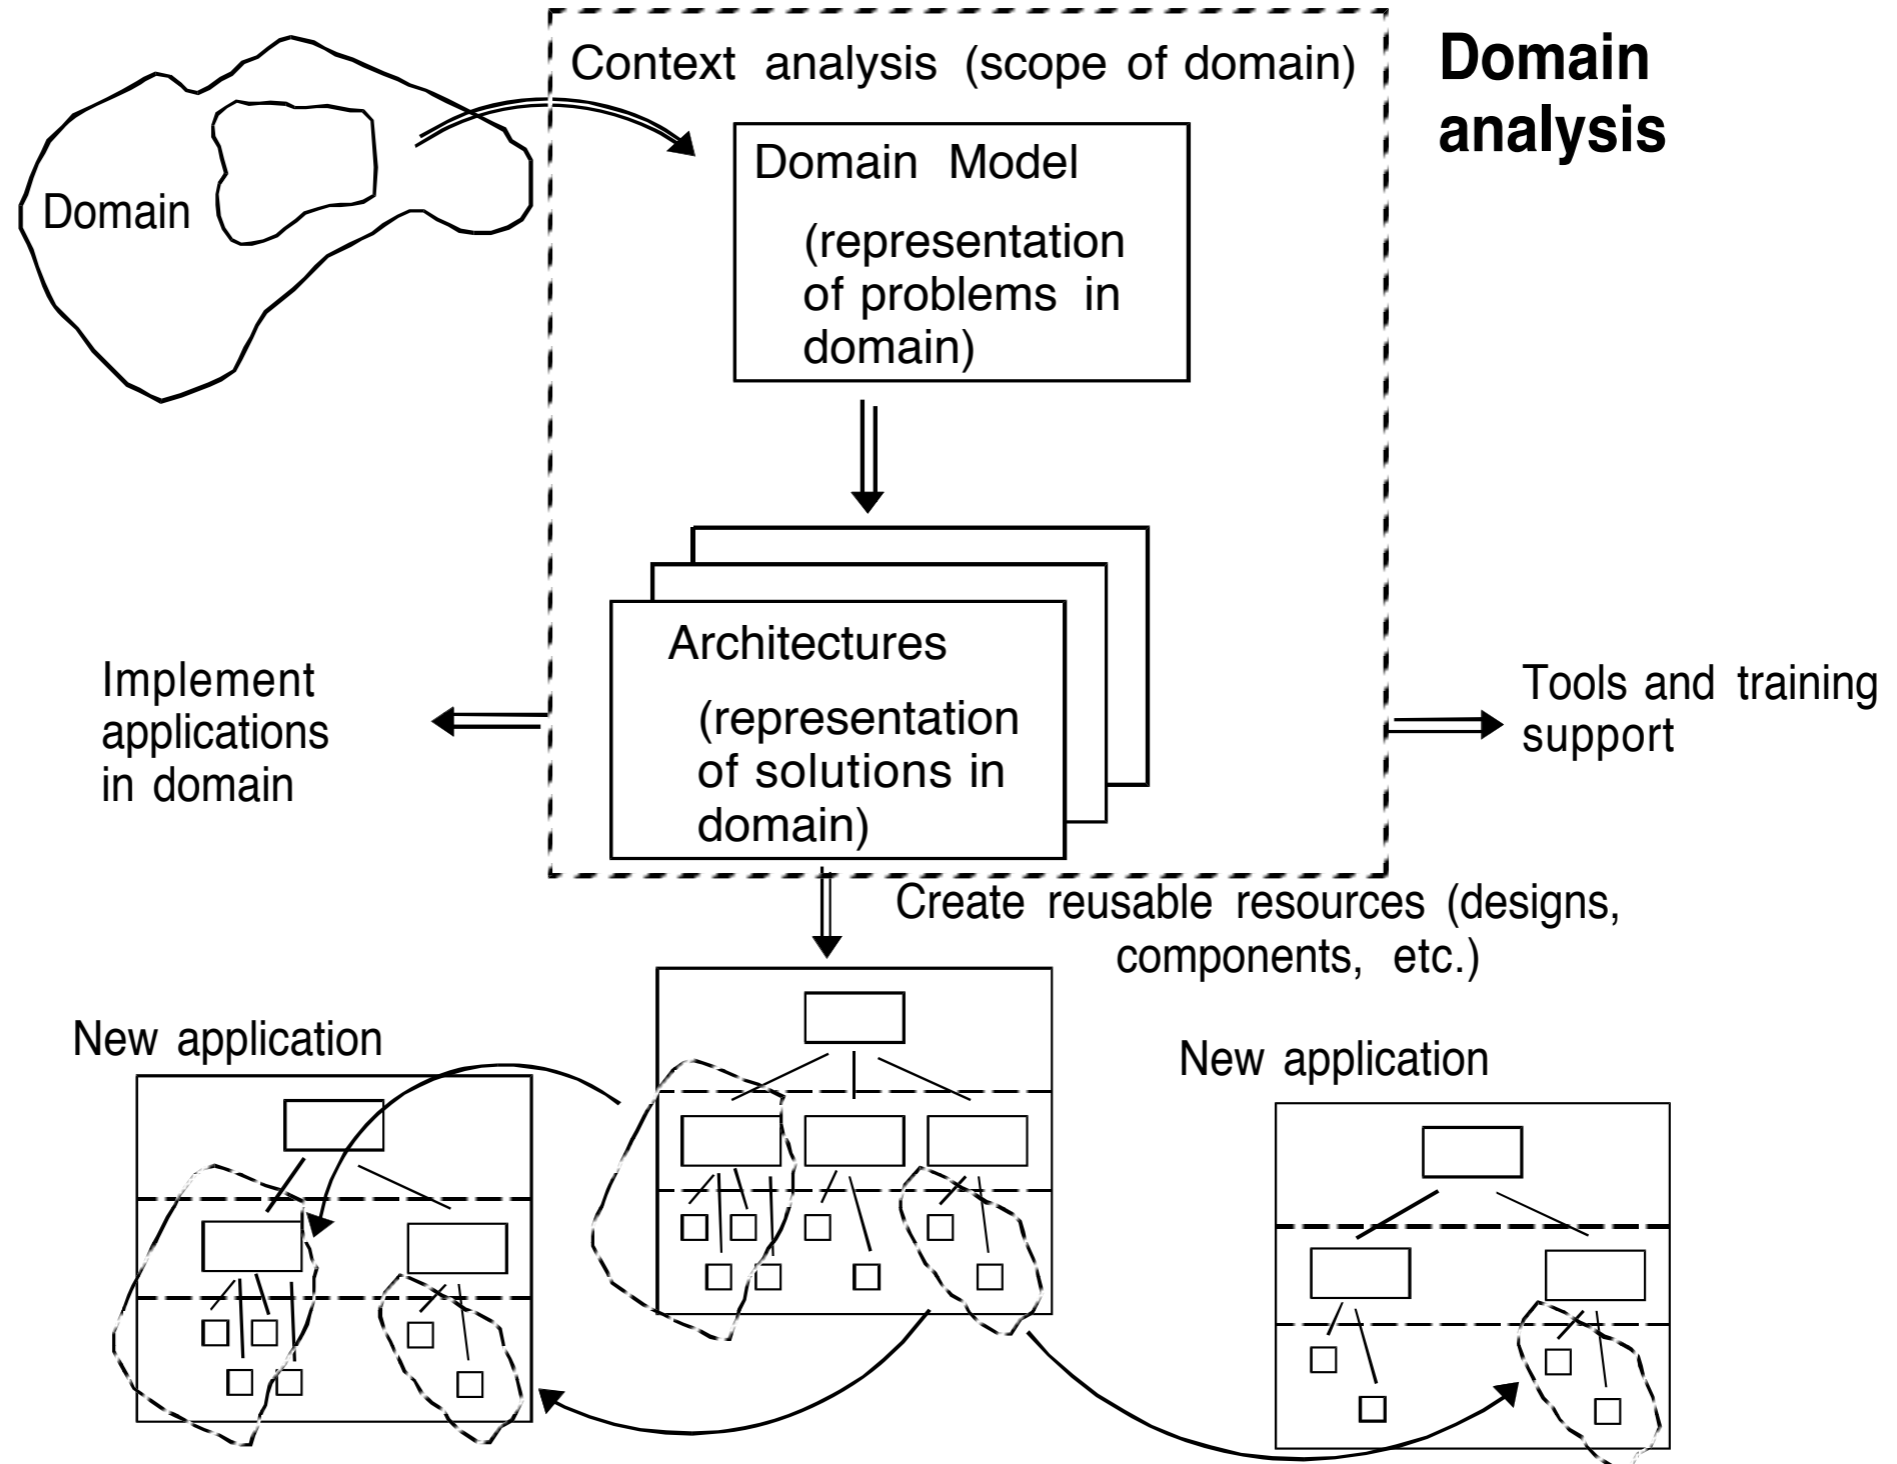 Context analysis (scope of domain)
Domain
analysis
Domain
Domain Model
(representation
of problems in
domain)
Architectures
(representation
of solutions in
domain)
Implement
applications
in domain
Tools and training
support
Create reusable resources (designs,
components, etc.)
New application
New application